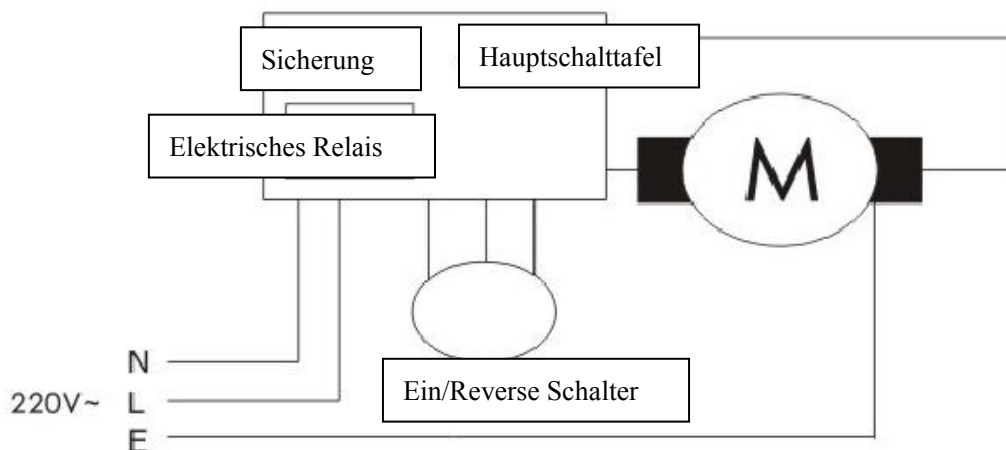 Sicherung
Hauptschalttafel
Elektrisches Relais
M
N
Ein/Reverse Schalter
220V~ L
E